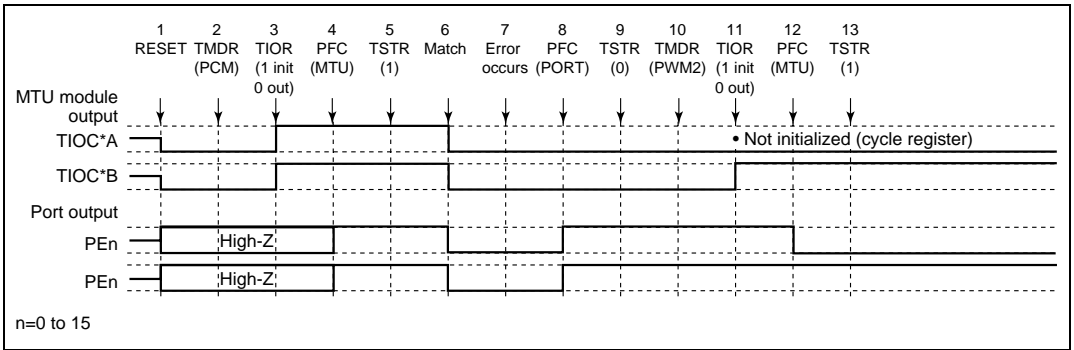 1 2 3 4 5 6 7 8 9 10 11 12 13
RESET TMDR TIOR PFC TSTR Match Error PFC TSTR TMDR TIOR PFC TSTR
(PCM) (1 init (MTU) (1) occurs (PORT) (0) (PWM2) (1 init (MTU) (1)
0 out) 0 out)
MTU module
output
TIOC*A
• Not initialized (cycle register)
TIOC*B
Port output
PEn
High-Z
PEn
High-Z
n=0 to 15